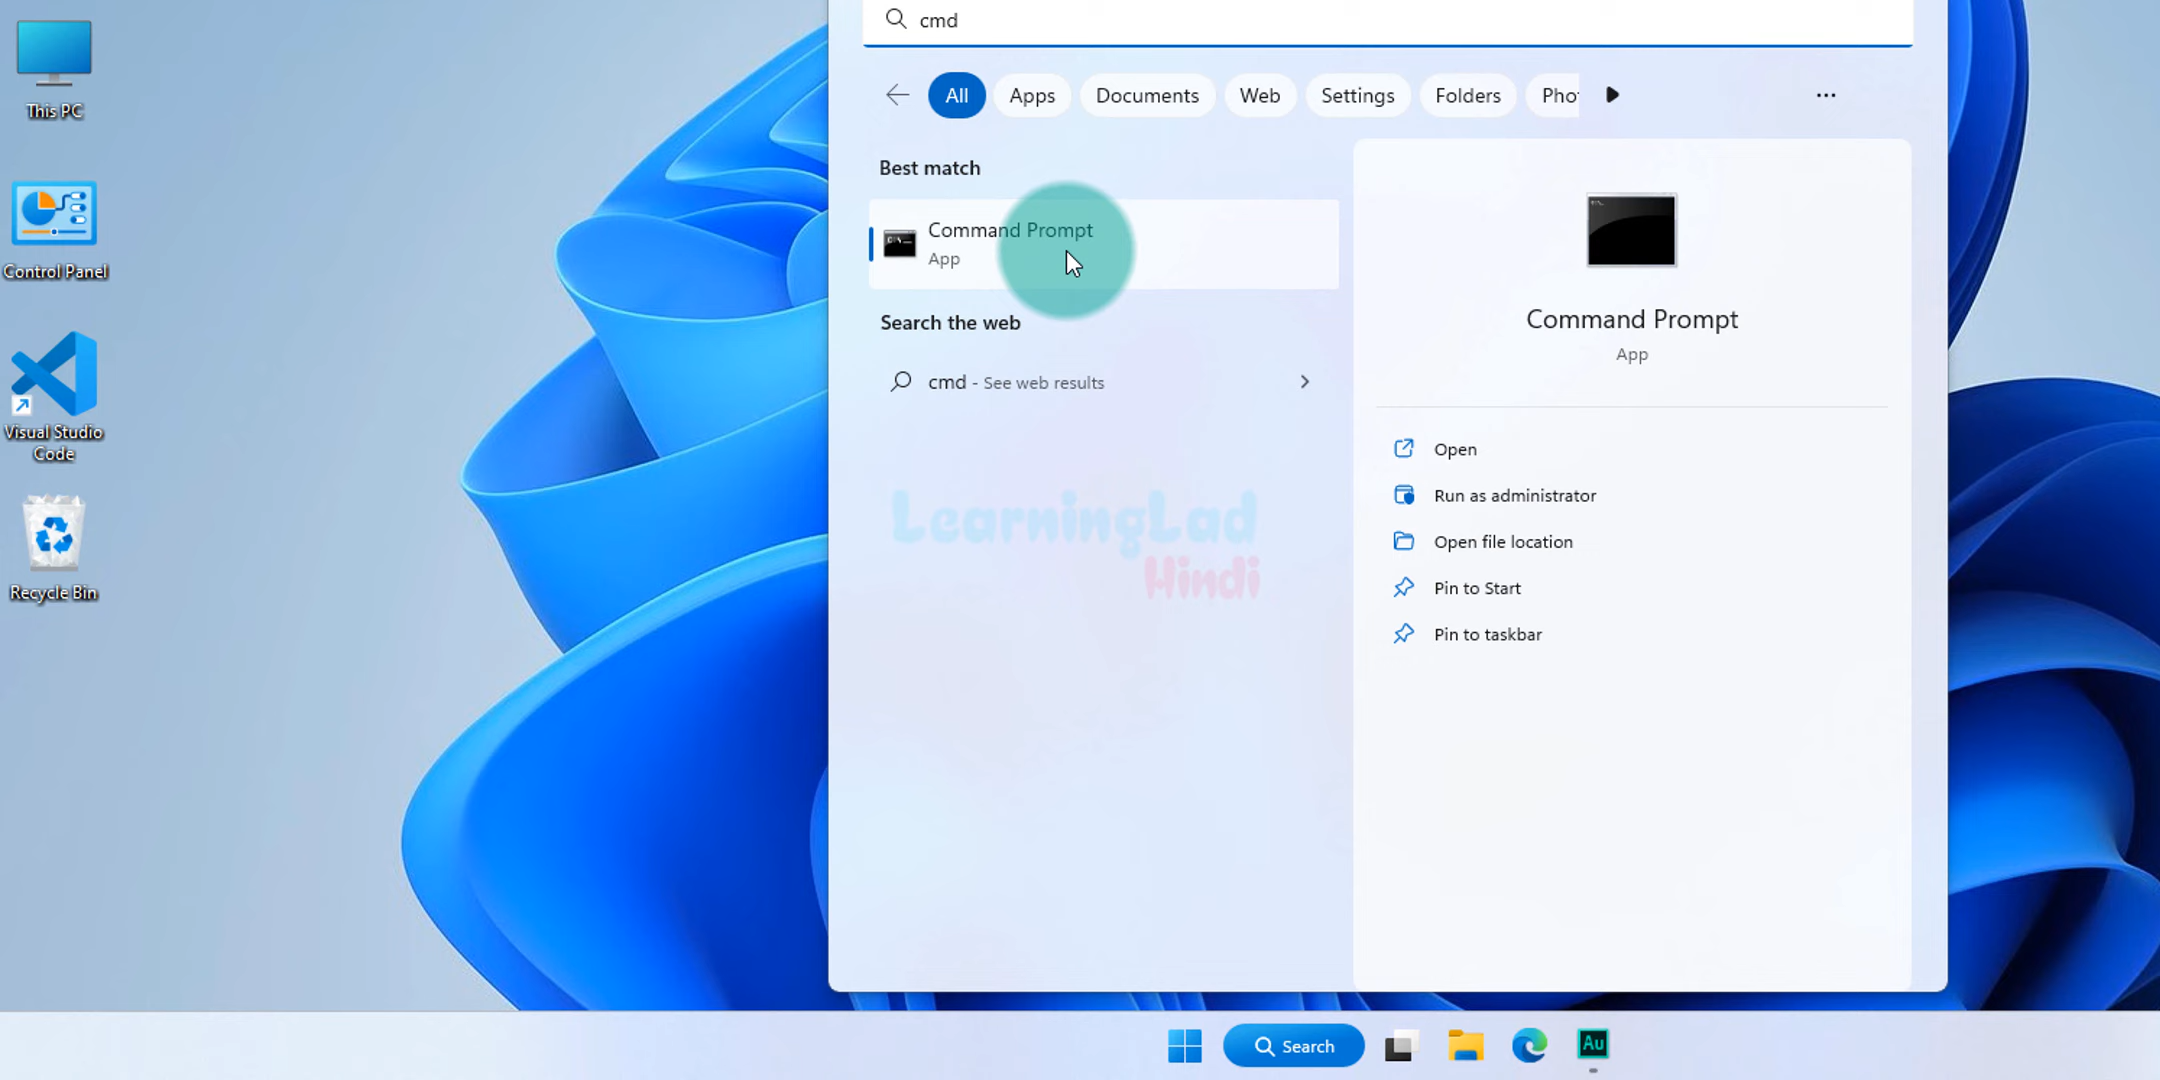 This PC
Control Panel
Visual Studio
Code
Recycle Bin
cmd
All Apps Documents Web Settings Folders Pho
Best match
Command Prompt
App
Search the web
cmd - See web results
LearningLad
Hindi
Command Prompt
App
Open
Run as administrator
Open file location
Pin to Start
Pin to taskbar
Search
Au